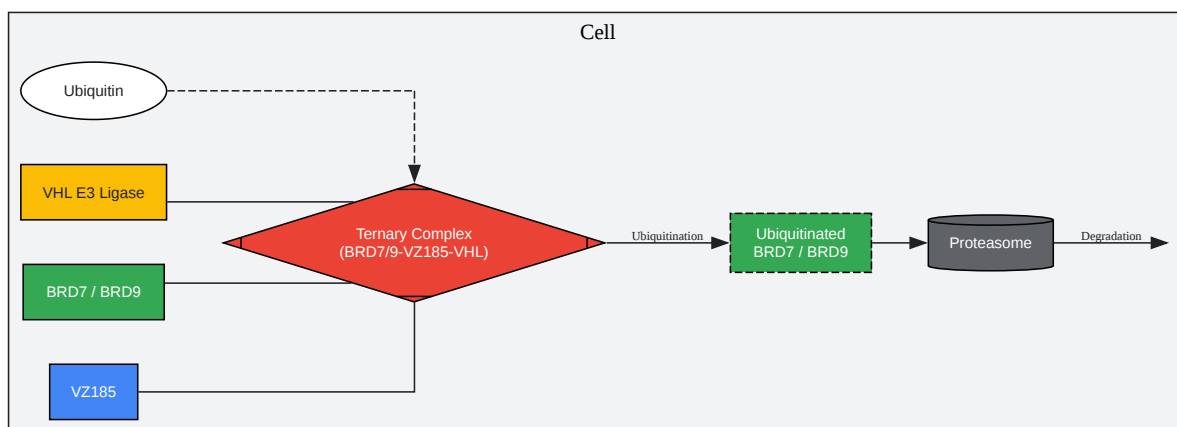 Cell
Ubiquitin
VHL E3 Ligase
BRD7 / BRD9
VZ185
Ternary Complex
(BRD7/9-VZ185-VHL)
Ubiquitination
Ubiquitinated
BRD7 / BRD9
Proteasome
Degradation